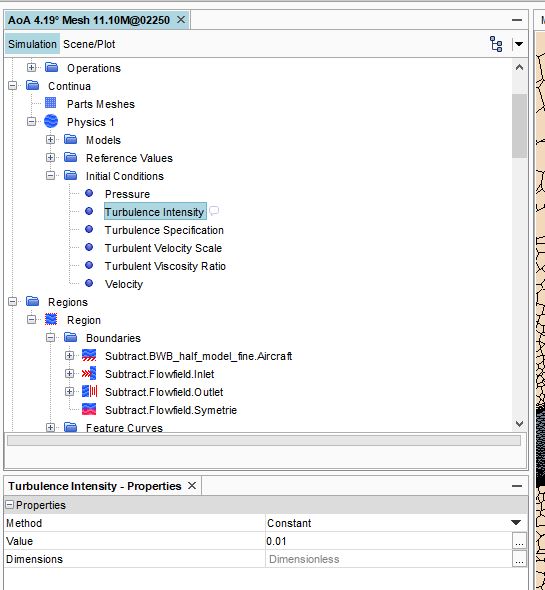 AoA 4.19° Mesh 11.10M@02250
Simulation Scene/Plot
Operations
Continua
Parts Meshes
Physics 1
Models
Reference Values
Initial Conditions
Pressure
Turbulence Intensity
Turbulence Specification
Turbulent Velocity Scale
Turbulent Viscosity Ratio
Velocity
Regions
Region
Boundaries
Subtract.BWB_half_model_fine.Aircraft
Subtract.Flowfield.Inlet
Subtract.Flowfield.Outlet
Subtract.Flowfield.Symetrie
Feature Curves
Turbulence Intensity - Properties
Properties
Method Constant
Value 0.01 ...
Dimensions Dimensionless ...